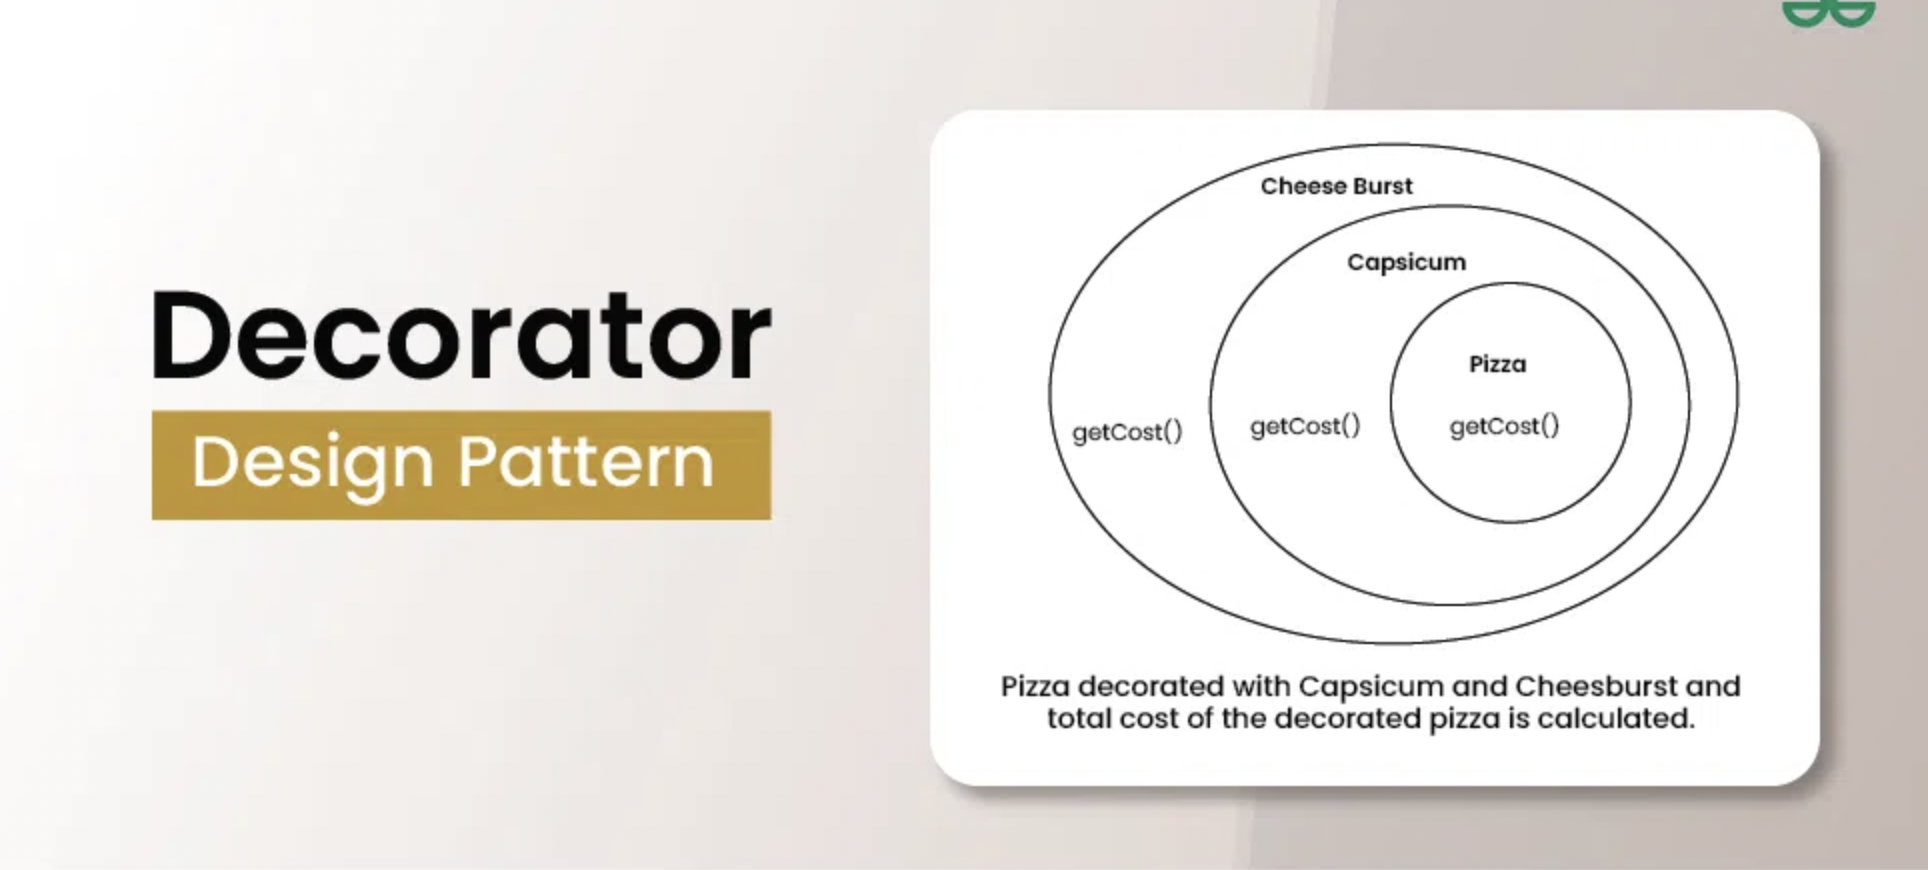 Decorator
Design Pattern
Cheese Burst
Capsicum
Pizza
getCost()
getCost()
getCost()
Pizza decorated with Capsicum and Cheesburst and
total cost of the decorated pizza is calculated.